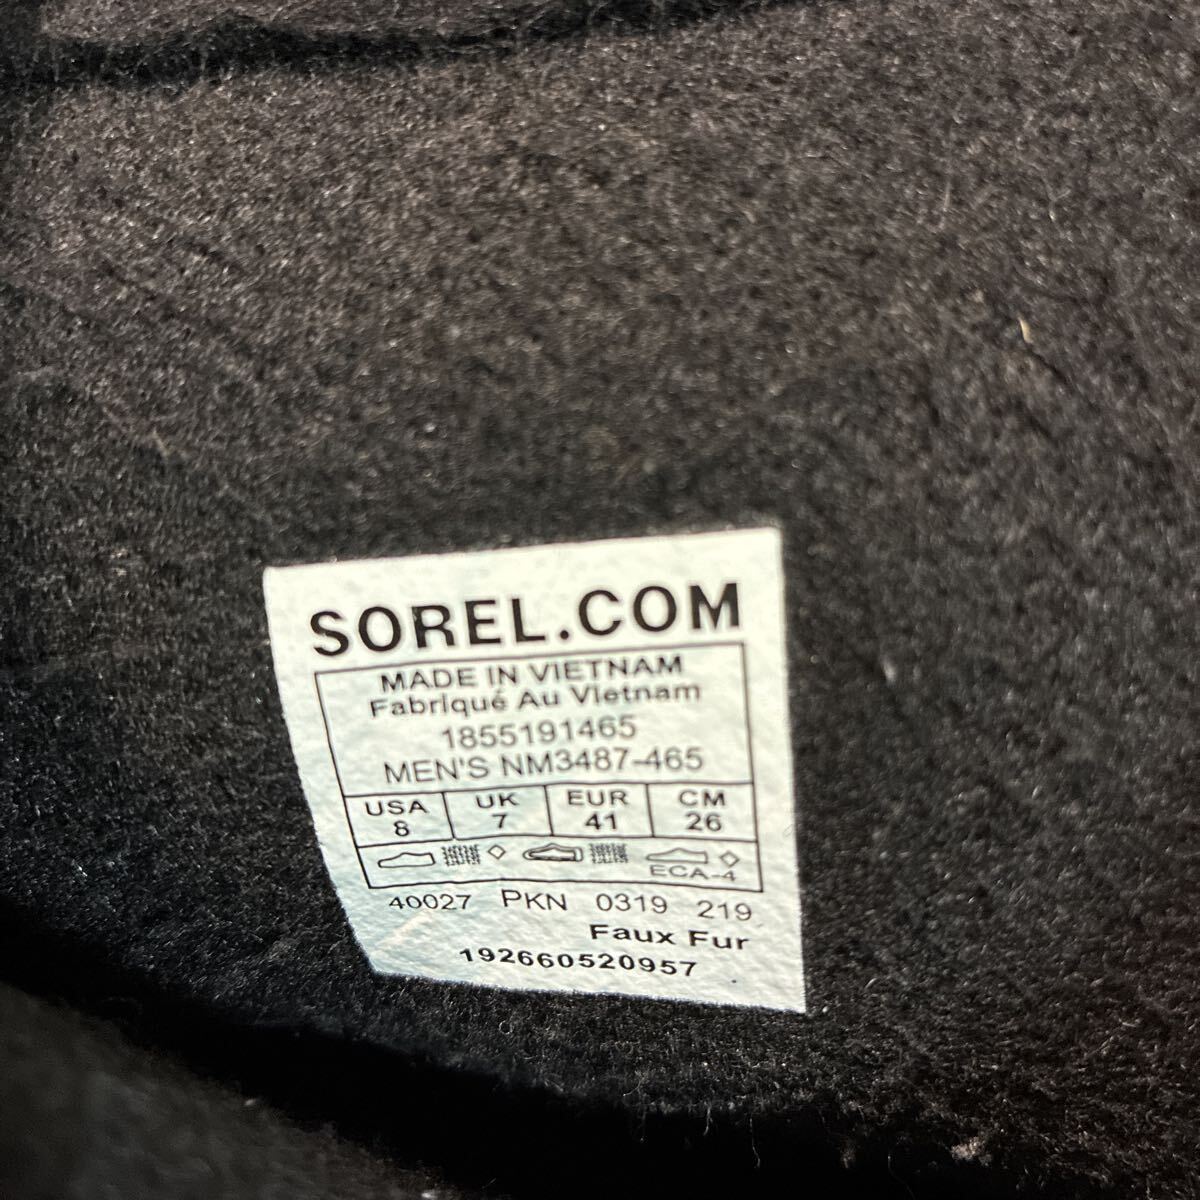 SOREL.COM
MADE IN VIETNAM
Fabriqué Au Vietnam
1855191465
MEN'S NM3487-465
USA UK EUR CM
8 7 41 26
ECA-4
40027 PKN 0319 219
Faux Fur
192660520957